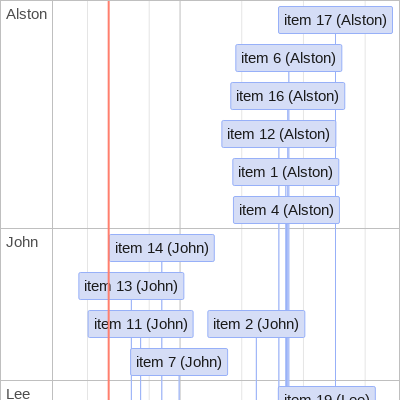 Alston
item 17 (Alston)
item 6 (Alston)
item 16 (Alston)
item 12 (Alston)
item 1 (Alston)
item 4 (Alston)
John
item 14 (John)
item 13 (John)
item 11 (John)
item 2 (John)
item 7 (John)
Lee
item 19 (Lee)